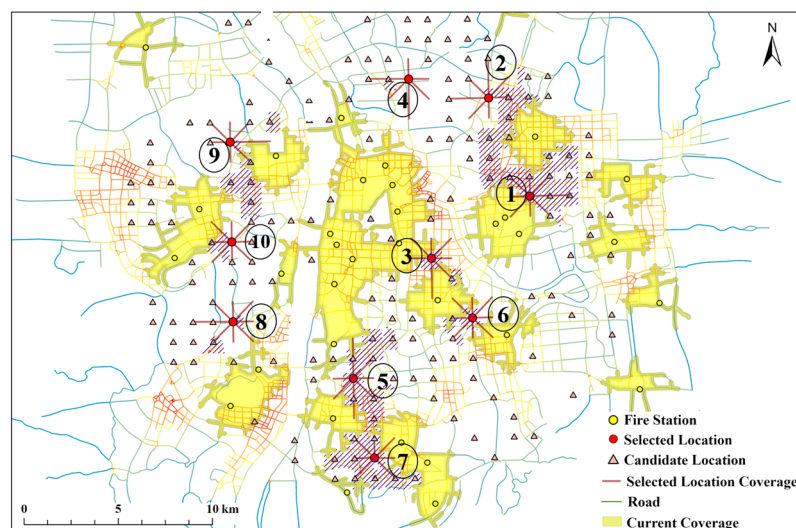 N
2
4
9
1
10
3
8
6
5
7
Fire Station
Selected Location
Candidate Location
Selected Location Coverage
Road
Current Coverage
0 5 10 km